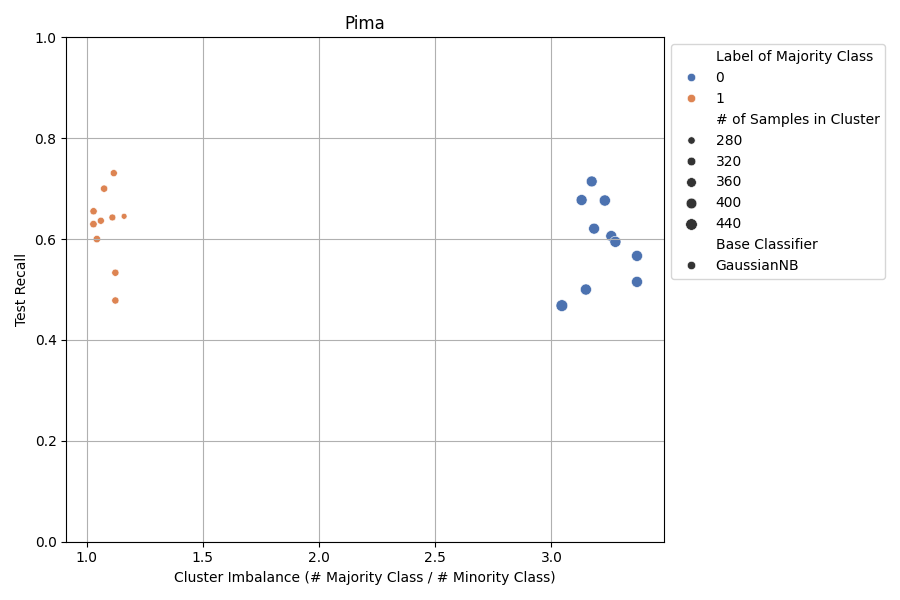 Pima
1.0
0.8
0.6
0.4
0.2
0.0
Test Recall
1.0
1.5
2.0
2.5
3.0
Cluster Imbalance (# Majority Class / # Minority Class)
Label of Majority Class
0
1
# of Samples in Cluster
280
320
360
400
440
Base Classifier
GaussianNB